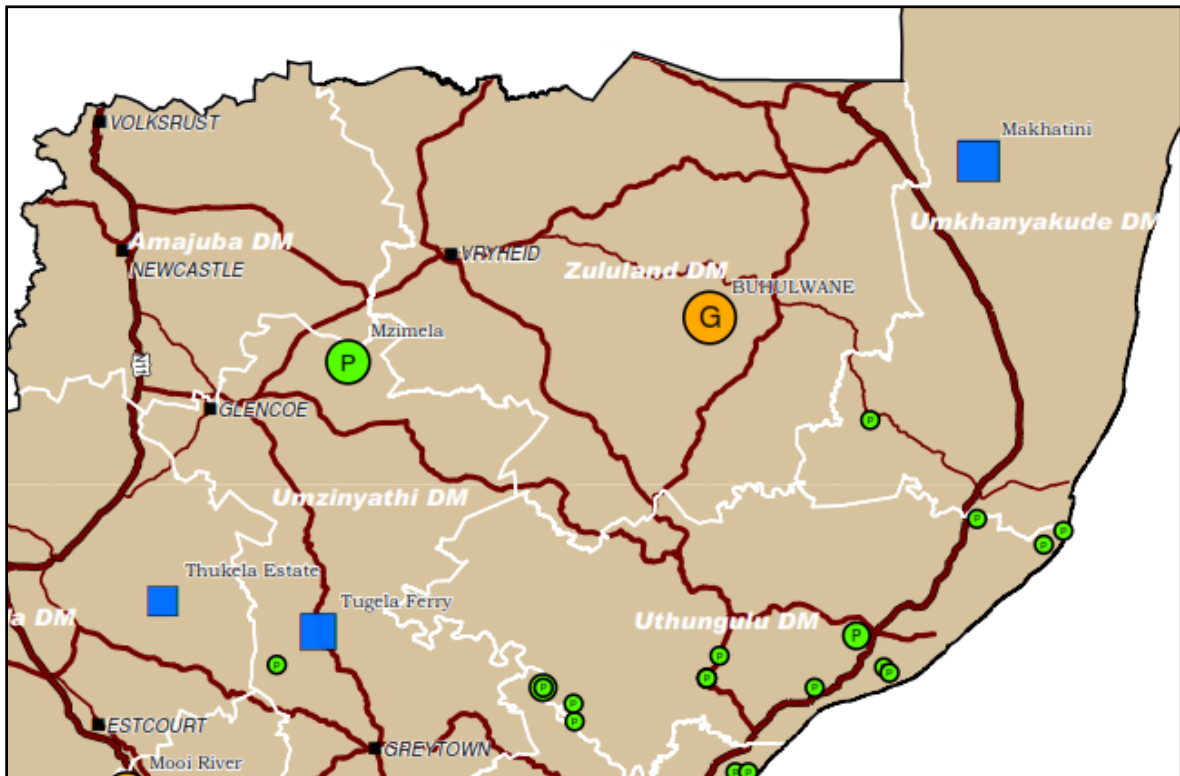 VOLKSRUST
Makhatini
Umkhanyakude DM
Amajuba DM
NEWCASTLE
VRYHEID
Zululand DM
BUHULWANE
G
Mzimela
P
N11
GLENCOE
P
Umzinyathi DM
P
P
P
Thukela Estate
Tugela Ferry
a DM
Uthungulu DM
P
P
P
P
P
P
P
P
P
P
P
ESTCOURT
GREYTOWN
Mooi River
P
P